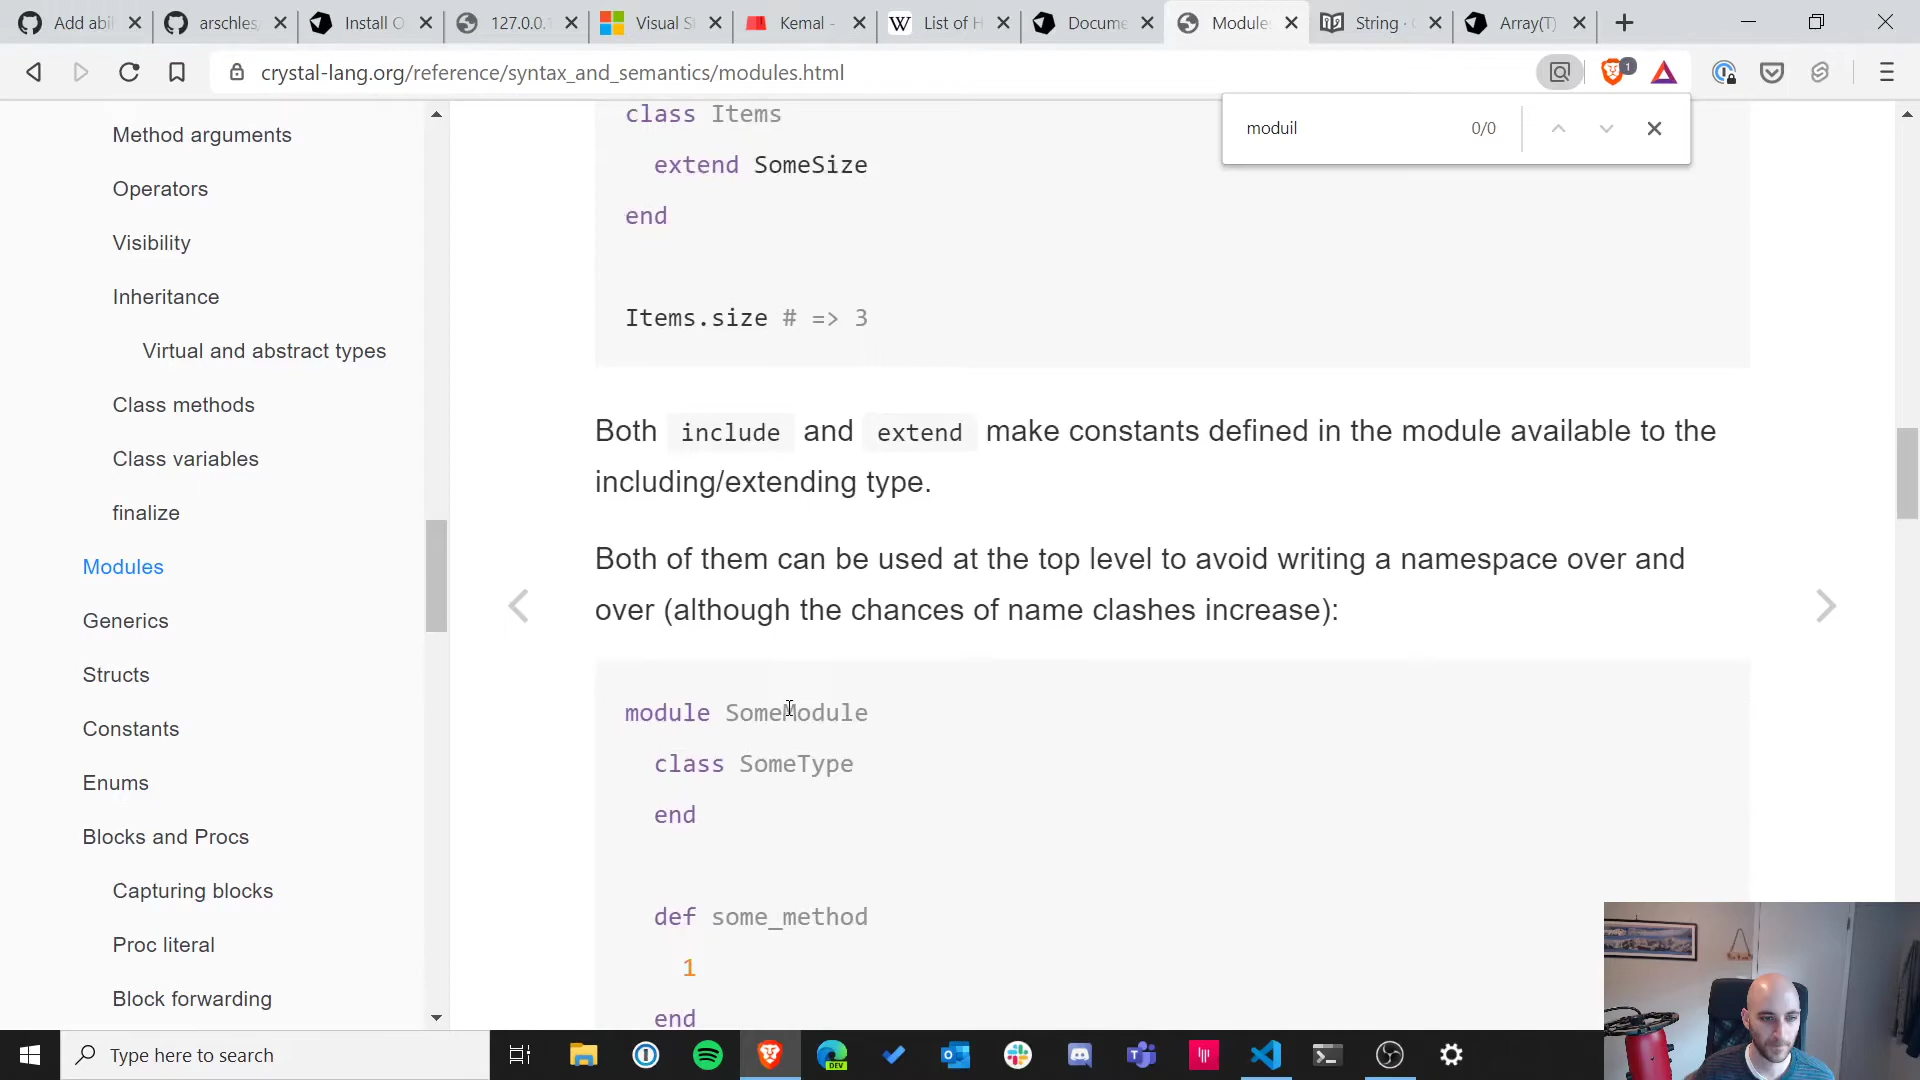 Add abi
arschles,
Install O
127.0.0.
Visual S
Kemal -
List of H
Docume
Module
String ·
Array(T)
crystal-lang.org/reference/syntax_and_semantics/modules.html
1
moduil
0/0
Method arguments
Operators
Visibility
Inheritance
Virtual and abstract types
Class methods
Class variables
finalize
Modules
Generics
Structs
Constants
Enums
Blocks and Procs
Capturing blocks
Proc literal
Block forwarding
class Items
extend SomeSize
end
Items.size # => 3
Both include and extend make constants defined in the module available to the
including/extending type.
Both of them can be used at the top level to avoid writing a namespace over and
over (although the chances of name clashes increase):
module SomeModule
class SomeType
end
def some_method
1
end
Type here to search
DEV